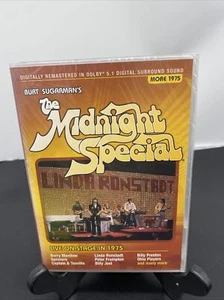 DIGITALLY REMASTERED IN DOLBY 5.1 DIGITAL SURROUND SOUND
MORE 1975
BURT SUGARMAN'S
The
Midnight
Special
LINDA RONSTADT
LIVE ON STAGE IN 1975
Barry Manilow Linda Ronstadt Billy Preston
Spinners Peter Frampton Ohio Players
Captain & Tennille Billy Joel and many more